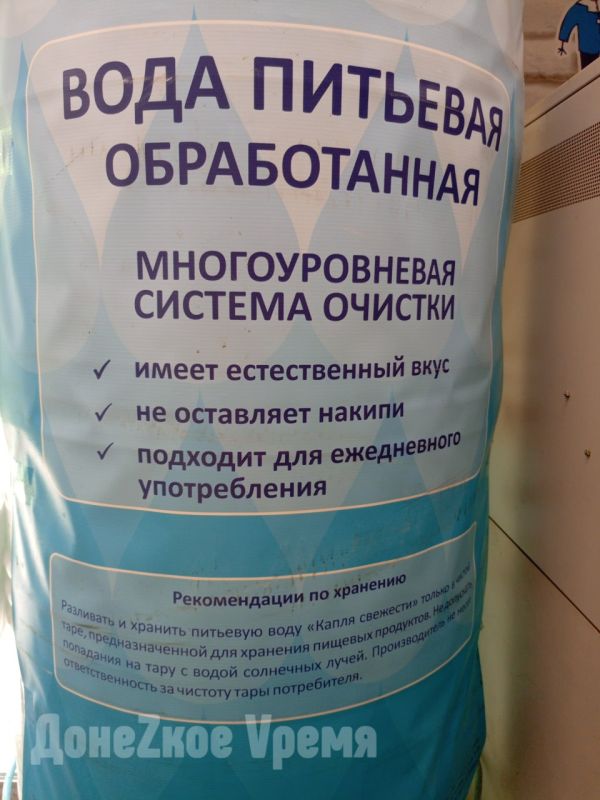 ВОДА ПИТЬЕВАЯ
ОБРАБОТАННАЯ
МНОГОУРОВНЕВАЯ
СИСТЕМА ОЧИСТКИ
✓ имеет естественный вкус
✓ не оставляет накипи
✓ подходит для ежедневного
употребления
Рекомендации по хранению
Разливать и хранить питьевую воду «Капля свежести» только в чистой
таре, предназначенной для хранения пищевых продуктов. Не допускать
попадания на тару с водой солнечных лучей. Производитель не несет
ответственность за чистоту тары потребителя.
ДонеZкое Vремя